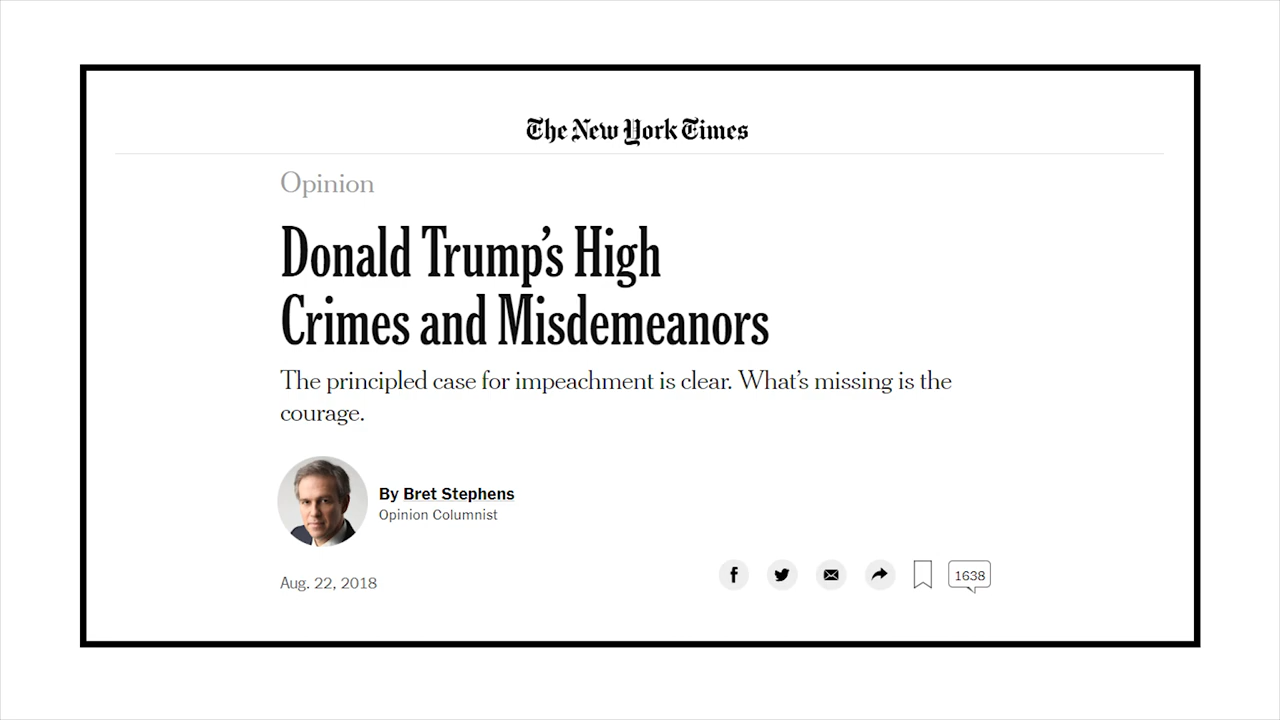 The New York Times
Opinion
Donald Trump's High
Crimes and Misdemeanors
The principled case for impeachment is clear. What's missing is the
courage.
By Bret Stephens
Opinion Columnist
Aug. 22, 2018
1638